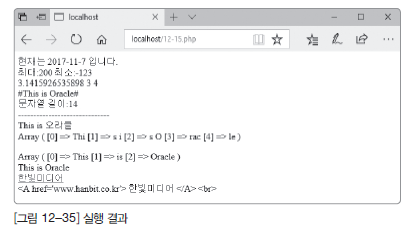 localhost
localhost/12-15.php
현재는 2017-11-7 입니다.
최대:200 최소:-123
3.1415926535898 3 4
#This is Oracle#
문자열 길이:14
------------------------------
This is 오라클
Array ( [0] => Thi [1] => s i [2] => s O [3] => rac [4] => le )
Array ( [0] => This [1] => is [2] => Oracle )
This is Oracle
한빛미디어
<A href='www.hanbit.co.kr'> 한빛미디어 </A><br>
[그림 12-35] 실행 결과